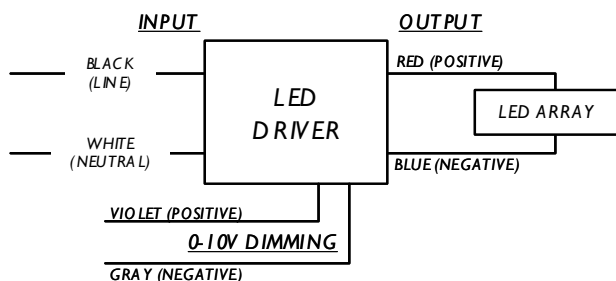 INPUT
OUTPUT
BLACK
(LINE)
LED
DRIVER
RED (POSITIVE)
LED ARRAY
WHITE
(NEUTRAL)
BLUE (NEGATIVE)
VIOLET (POSITIVE)
0-10V DIMMING
GRAY (NEGATIVE)